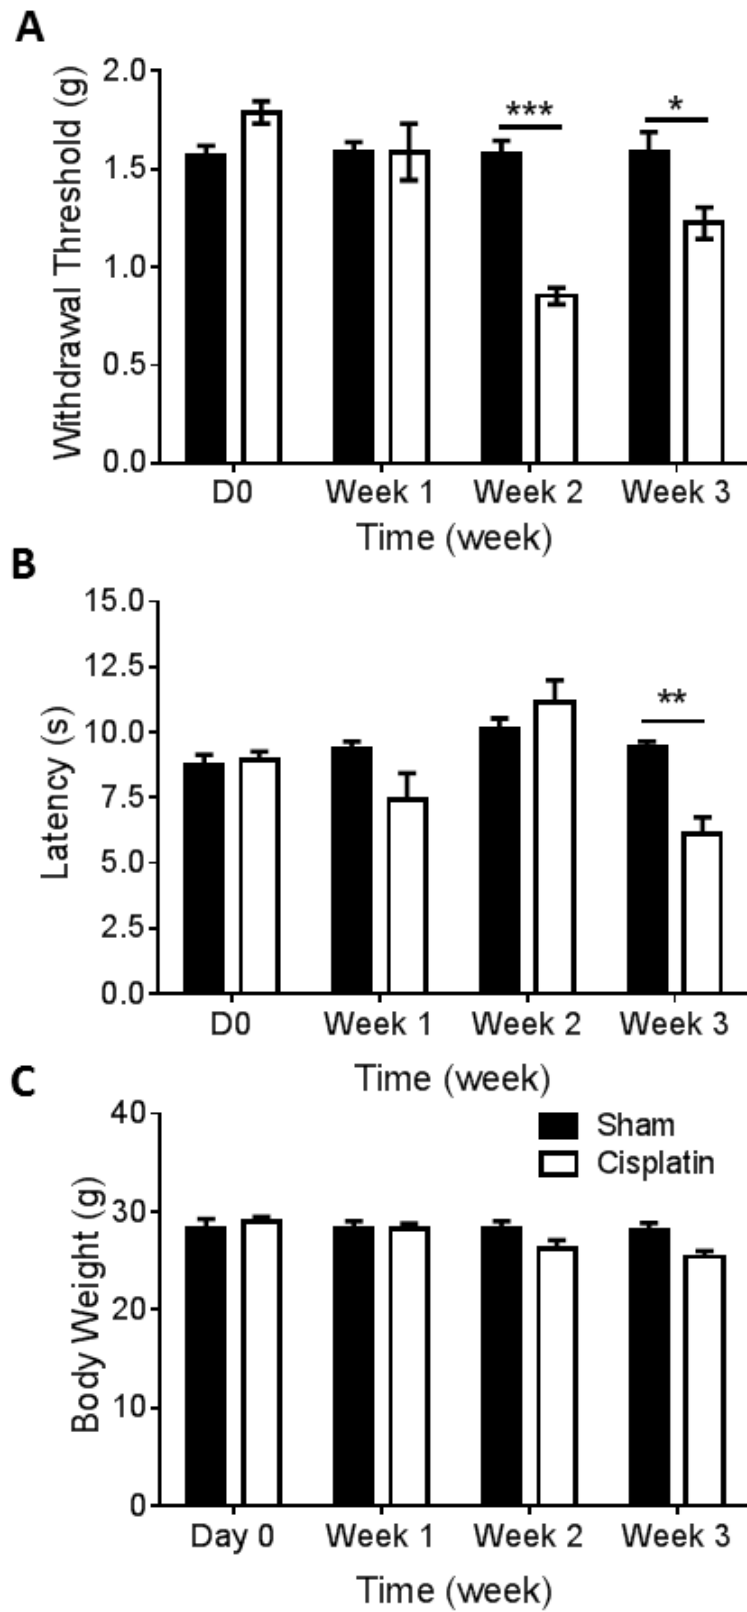 A
Withdrawal Threshold (g)
2.0
1.5
1.0
0.5
0.0
***
*
D0 Week 1 Week 2 Week 3
Time (week)
B
Latency (s)
15.0
12.5
10.0
7.5
5.0
2.5
0.0
**
D0 Week 1 Week 2 Week 3
Time (week)
C
Body Weight (g)
40
30
20
10
0
Sham
Cisplatin
Day 0 Week 1 Week 2 Week 3
Time (week)